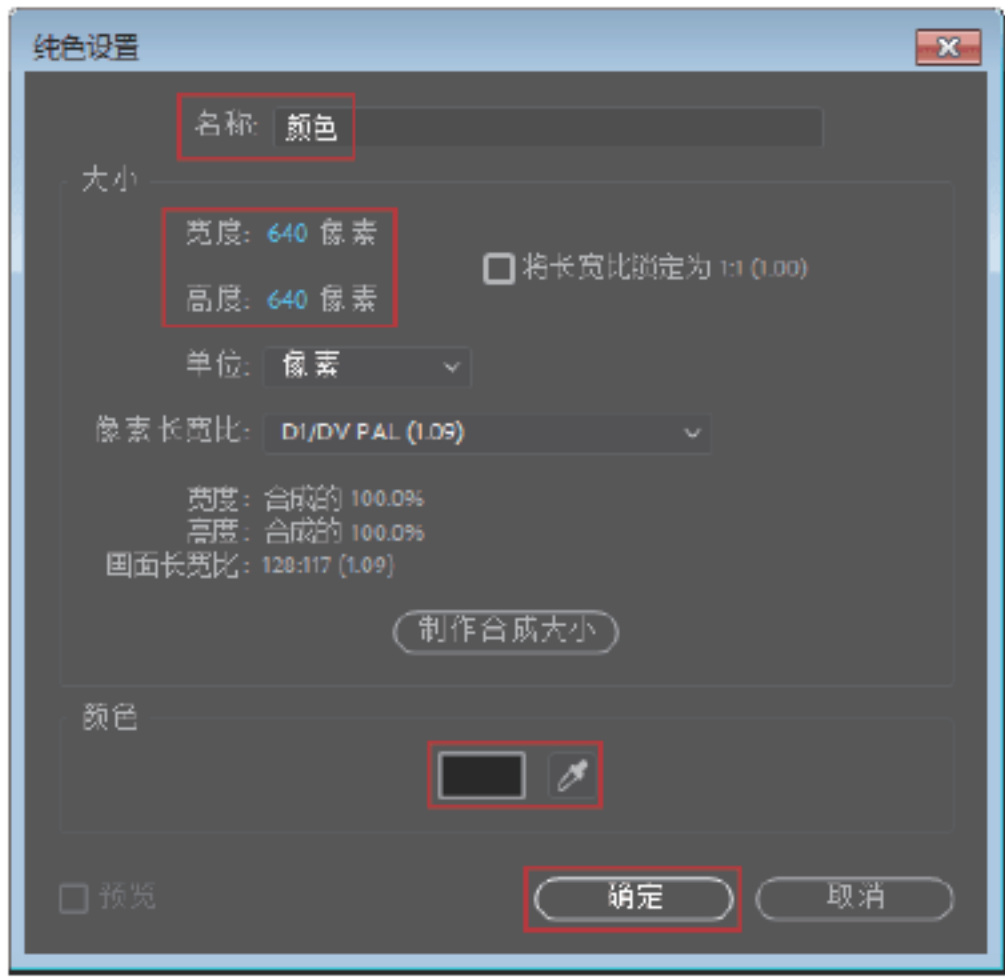 纯色设置
名称: 颜色
大小
宽度: 640 像素
将长宽比锁定为 1:1 (1.00)
高度: 640 像素
单位: 像素
像素长宽比: D1/DV PAL (1.09)
宽度: 合成的 100.0%
高度: 合成的 100.0%
画面长宽比: 128:117 (1.09)
制作合成大小
颜色
预览
确定
取消